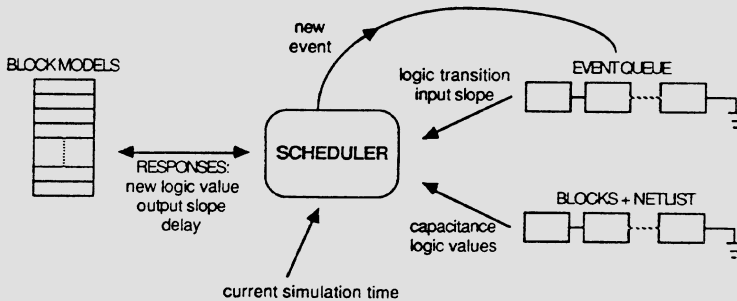 new
event
BLOCK MODELS
EVENT QUEUE
logic transition
input slope
SCHEDULER
RESPONSES:
new logic value
output slope
delay
BLOCKS + NETLIST
capacitance
logic values
current simulation time